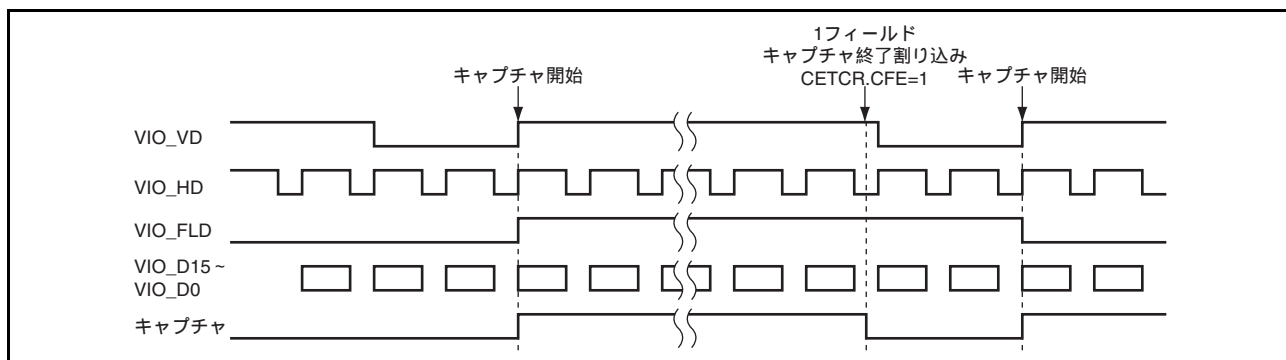 1フィールド
キャプチャ終了割り込み
キャプチャ開始
CETCR.CFE=1
キャプチャ開始
VIO_VD
VIO_HD
VIO_FLD
VIO_D15～
VIO_D0
キャプチャ